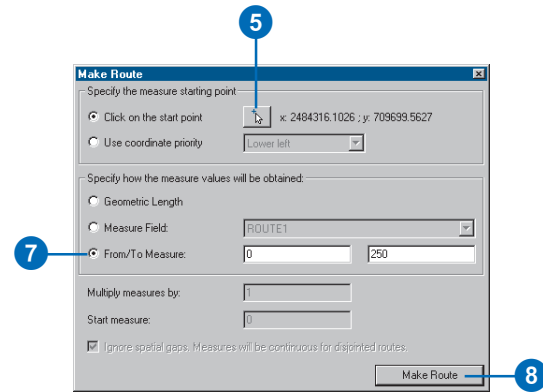 5
Make Route
Specify the measure starting point
Click on the start point x: 2484316.1026 ; y: 709699.5627
Use coordinate priority Lower left
Specify how the measure values will be obtained:
Geometric Length
Measure Field: ROUTE1
7 From/To Measure: 0 250
Multiply measures by: 1
Start measure: 0
Ignore spatial gaps. Measures will be continuous for disjointed routes.
Make Route 8